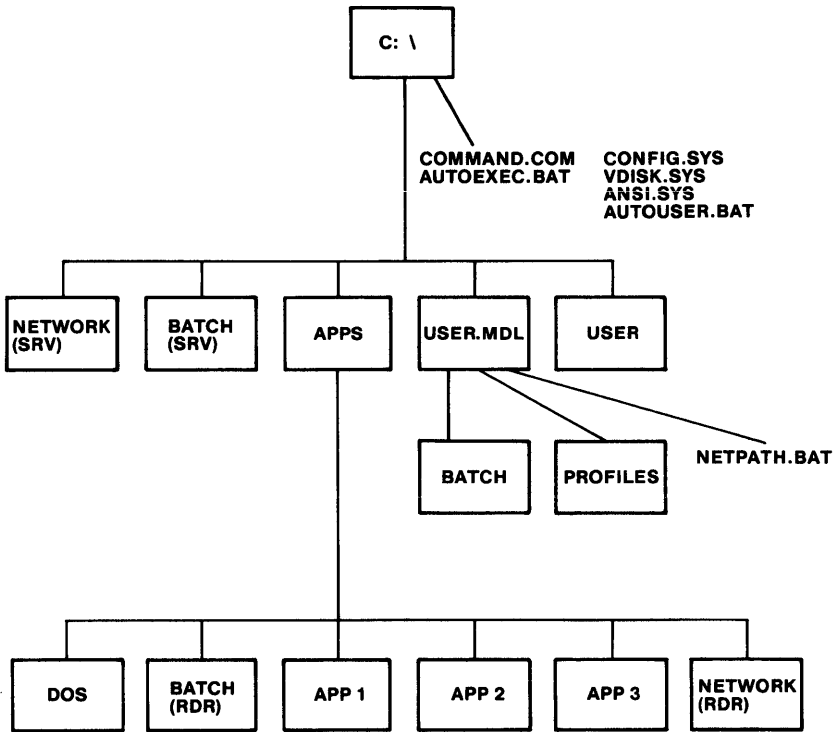 C: \
COMMAND.COM
AUTOEXEC.BAT
CONFIG.SYS
VDISK.SYS
ANSI.SYS
AUTOUSER.BAT
NETWORK
(SRV)
BATCH
(SRV)
APPS
USER.MDL
USER
BATCH
PROFILES
NETPATH.BAT
DOS
BATCH
(RDR)
APP 1
APP 2
APP 3
NETWORK
(RDR)